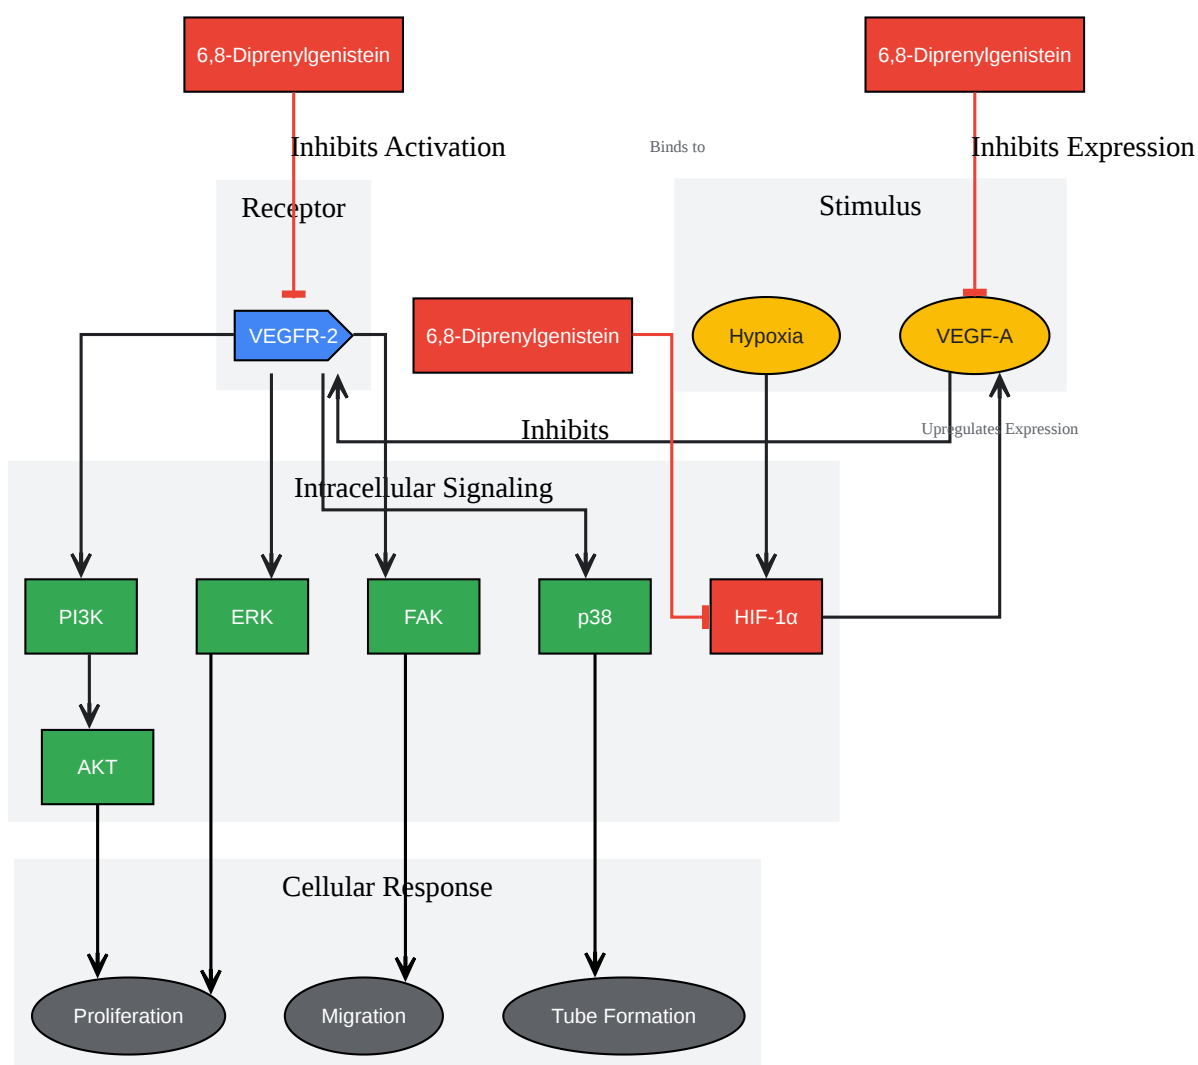 6,8-Diprenylgenistein
6,8-Diprenylgenistein
Inhibits Activation
Binds to
Inhibits Expression
Receptor
Stimulus
VEGFR-2
6,8-Diprenylgenistein
Hypoxia
VEGF-A
Inhibits
Upregulates Expression
Intracellular Signaling
PI3K
ERK
FAK
p38
HIF-1α
AKT
Cellular Response
Proliferation
Migration
Tube Formation